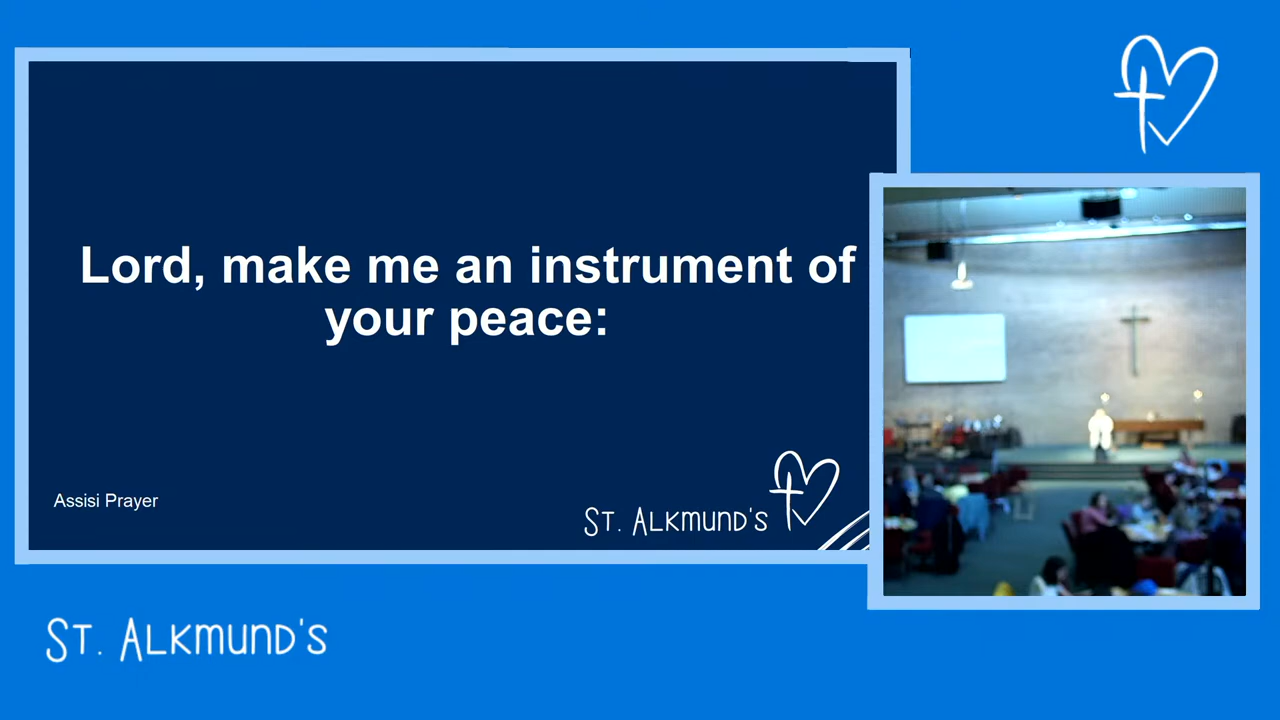 Lord, make me an instrument of
your peace:
Assisi Prayer
St. Alkmund's
St. Alkmund's